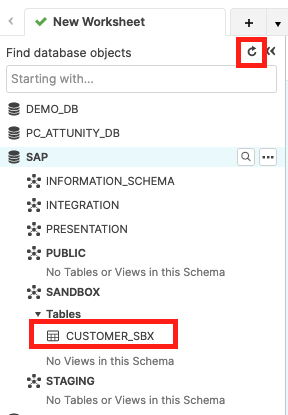 New Worksheet
Find database objects
Starting with...
DEMO_DB
PC_ATTUNITY_DB
SAP
INFORMATION_SCHEMA
INTEGRATION
PRESENTATION
PUBLIC
No Tables or Views in this Schema
SANDBOX
Tables
CUSTOMER_SBX
No Views in this Schema
STAGING
No Tables or Views in this Schema